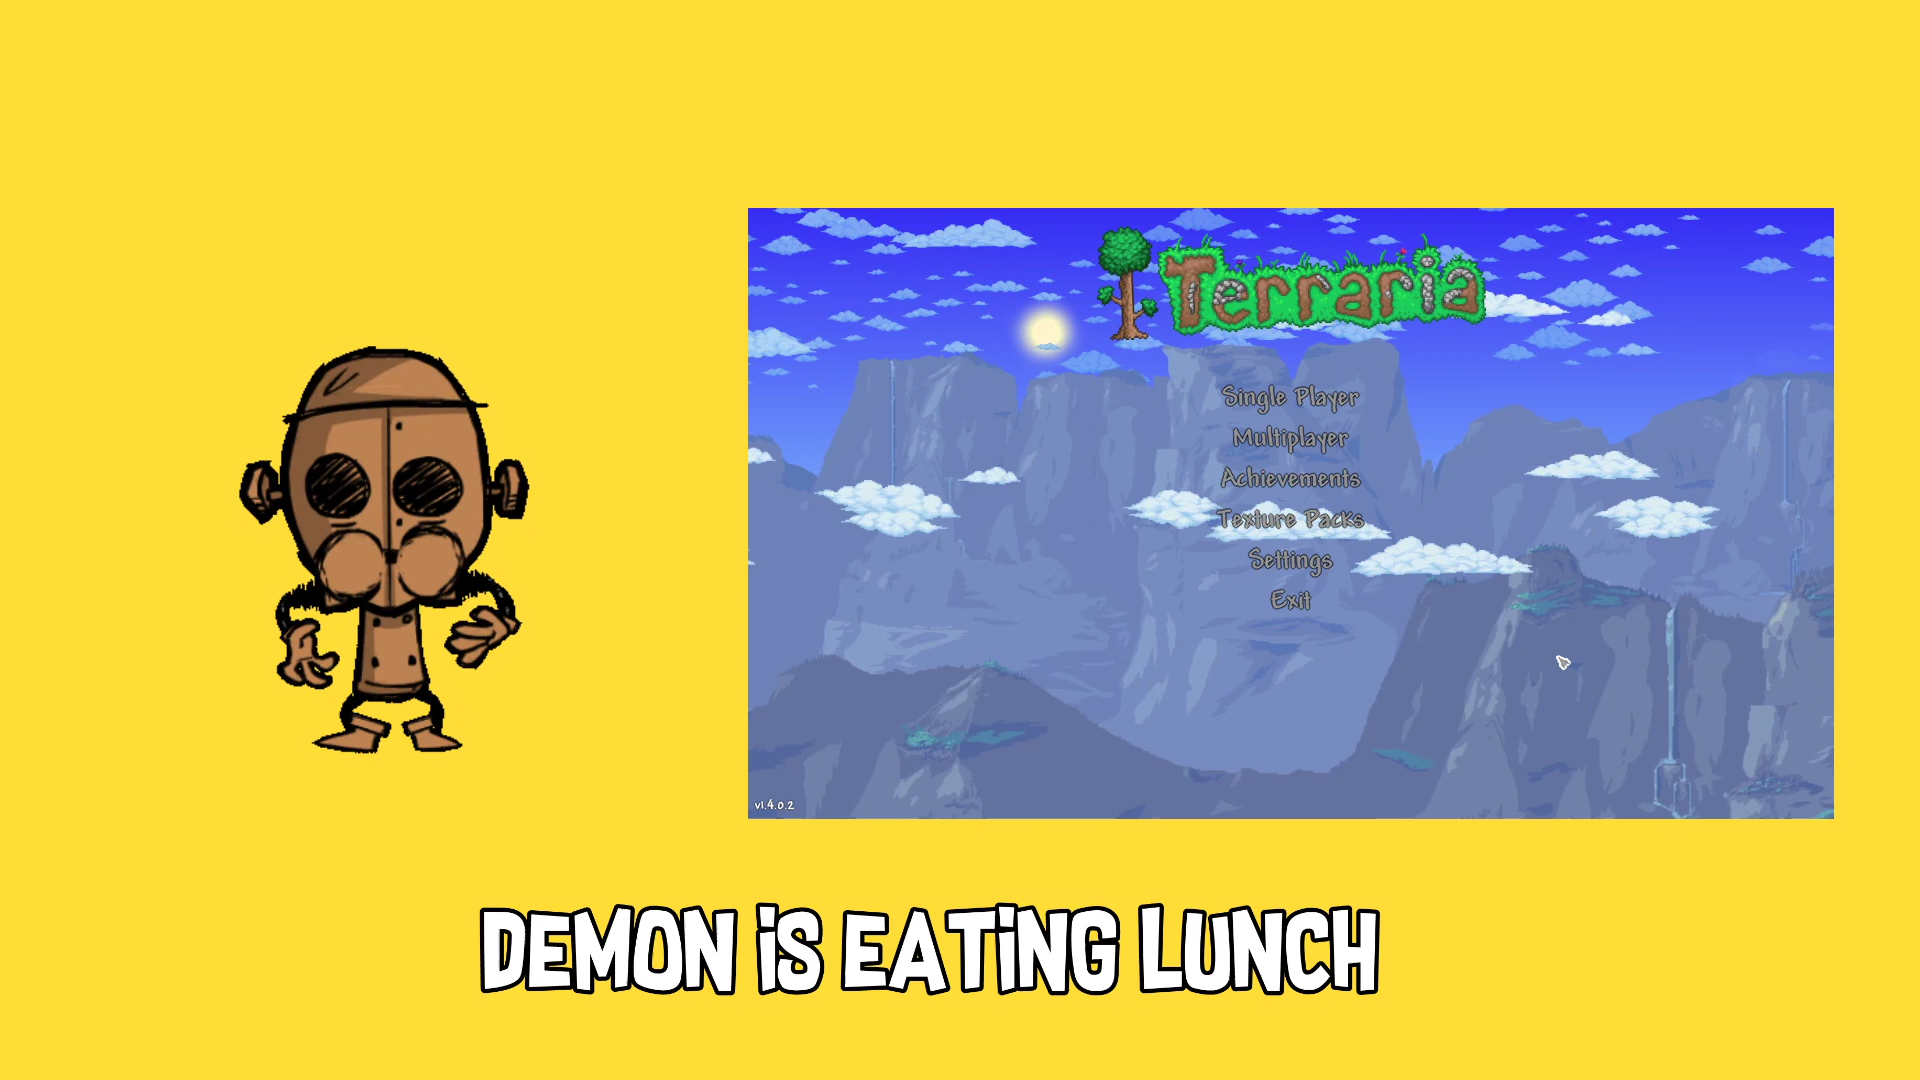 Terraria
Single Player
Multiplayer
Achievements
Texture Packs
Settings
Exit
v1.4.0.2
DEMON iS EATiNG LUNCH